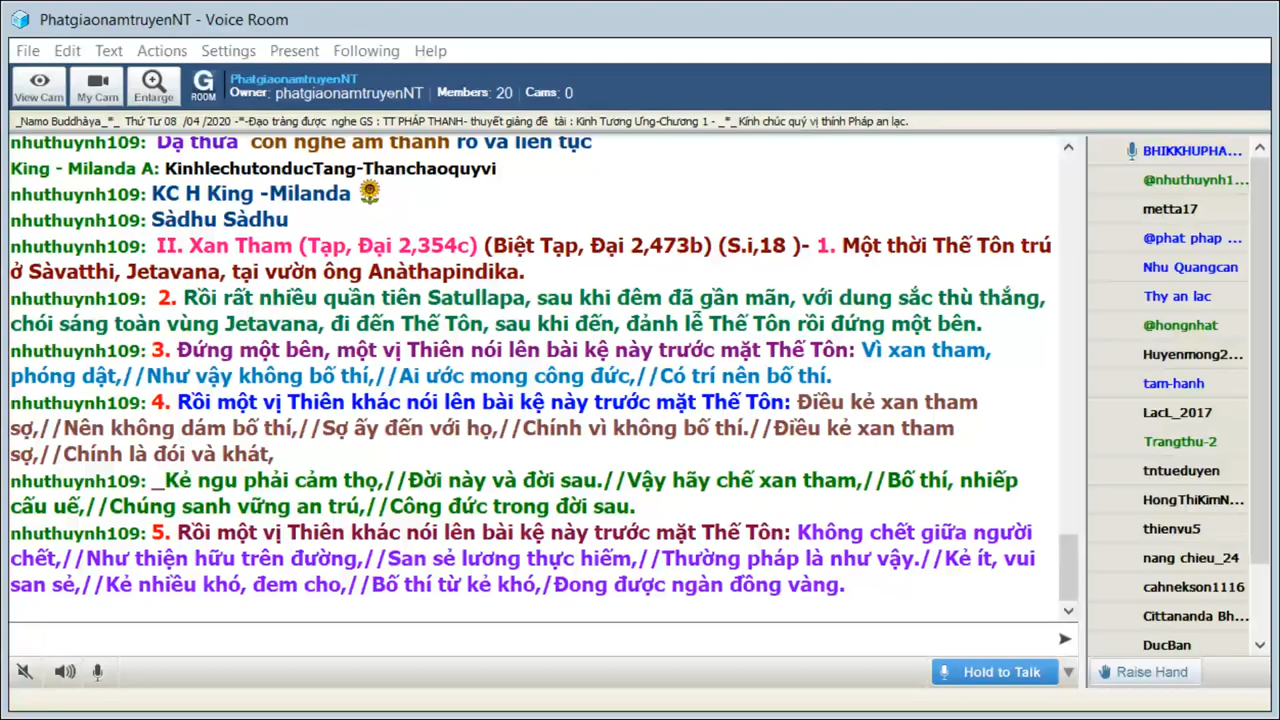 PhatgiaonamtruyenNT - Voice Room
File Edit Text Actions Settings Present Following Help
View Cam My Cam Enlarge G ROOM PhatgiaonamtruyenNT
Owner: phatgiaonamtruyenNT Members: 20 Cams: 0
_Namo Buddhàya_*_ Thứ Tư 08 /04 /2020 -*-Đạo tràng được nghe GS : TT PHÁP THANH- thuyết giảng đề tài : Kinh Tương Ưng-Chương 1 - _*_ Kính chúc quý vị thính Pháp an lạc.
nhuthuynh109: Dạ thưa con nghe âm thanh rõ và liên tục
King - Milanda A: KinhlechutonducTang-Thanchaoquyvi
nhuthuynh109: KC H King -Milanda
nhuthuynh109: Sàdhu Sàdhu
nhuthuynh109: II. Xan Tham (Tạp, Đại 2,354c) (Biệt Tạp, Đại 2,473b) (S.i,18 )- 1. Một thời Thế Tôn trú
ở Sàvatthi, Jetavana, tại vườn ông Anàthapindika.
nhuthuynh109: 2. Rồi rất nhiều quần tiên Satullapa, sau khi đêm đã gần mãn, với dung sắc thù thắng,
chói sáng toàn vùng Jetavana, đi đến Thế Tôn, sau khi đến, đảnh lễ Thế Tôn rồi đứng một bên.
nhuthuynh109: 3. Đứng một bên, một vị Thiên nói lên bài kệ này trước mặt Thế Tôn: Vì xan tham,
phóng dật,//Như vậy không bố thí,//Ai ước mong công đức,//Có trí nên bố thí.
nhuthuynh109: 4. Rồi một vị Thiên khác nói lên bài kệ này trước mặt Thế Tôn: Điều kẻ xan tham
sợ,//Nên không dám bố thí,//Sợ ấy đến với họ,//Chính vì không bố thí.//Điều kẻ xan tham
sợ,//Chính là đói và khát,
nhuthuynh109: _Kẻ ngu phải cảm thọ,//Đời này và đời sau.//Vậy hãy chế xan tham,//Bố thí, nhiếp
cấu uế,//Chúng sanh vững an trú,//Công đức trong đời sau.
nhuthuynh109: 5. Rồi một vị Thiên khác nói lên bài kệ này trước mặt Thế Tôn: Không chết giữa người
chết,//Như thiện hữu trên đường,//San sẻ lương thực hiếm,//Thường pháp là như vậy.//Kẻ ít, vui
san sẻ,//Kẻ nhiều khó, đem cho,//Bố thí từ kẻ khó,/Đong được ngàn đồng vàng.
BHIKKHUPHA...
@nhuthuynh1...
metta17
@phat phap ...
Nhu Quangcan
Thy an lac
@hongnhat
Huyenmong2...
tam-hanh
LacL_2017
Trangthu-2
tntueduyen
HongThiKimN...
thienvu5
nang chieu_24
cahnekson1116
Cittananda Bh...
DucBan
Hold to Talk Raise Hand